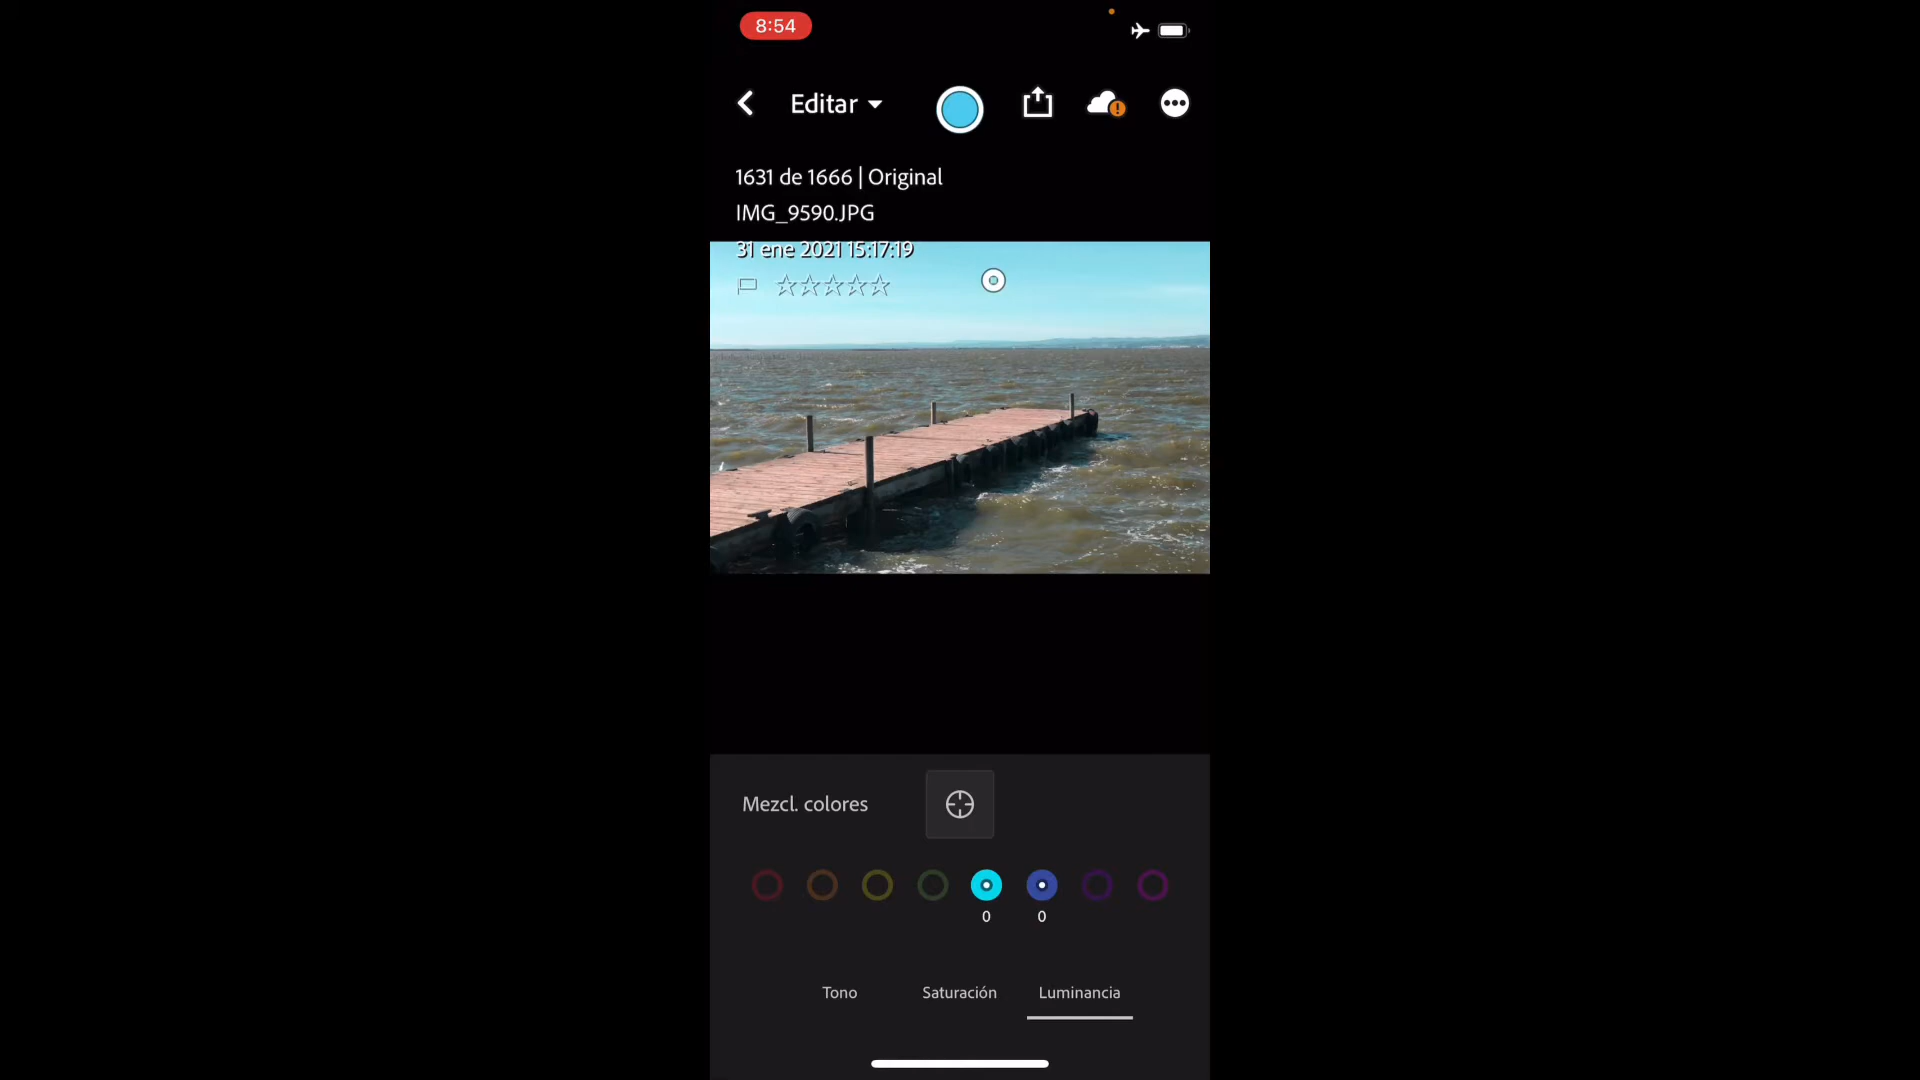 8:54
Editar
1631 de 1666 | Original
IMG_9590.JPG
31 ene 2021 15:17:19
Mezcl. colores
0 0
Tono Saturación Luminancia